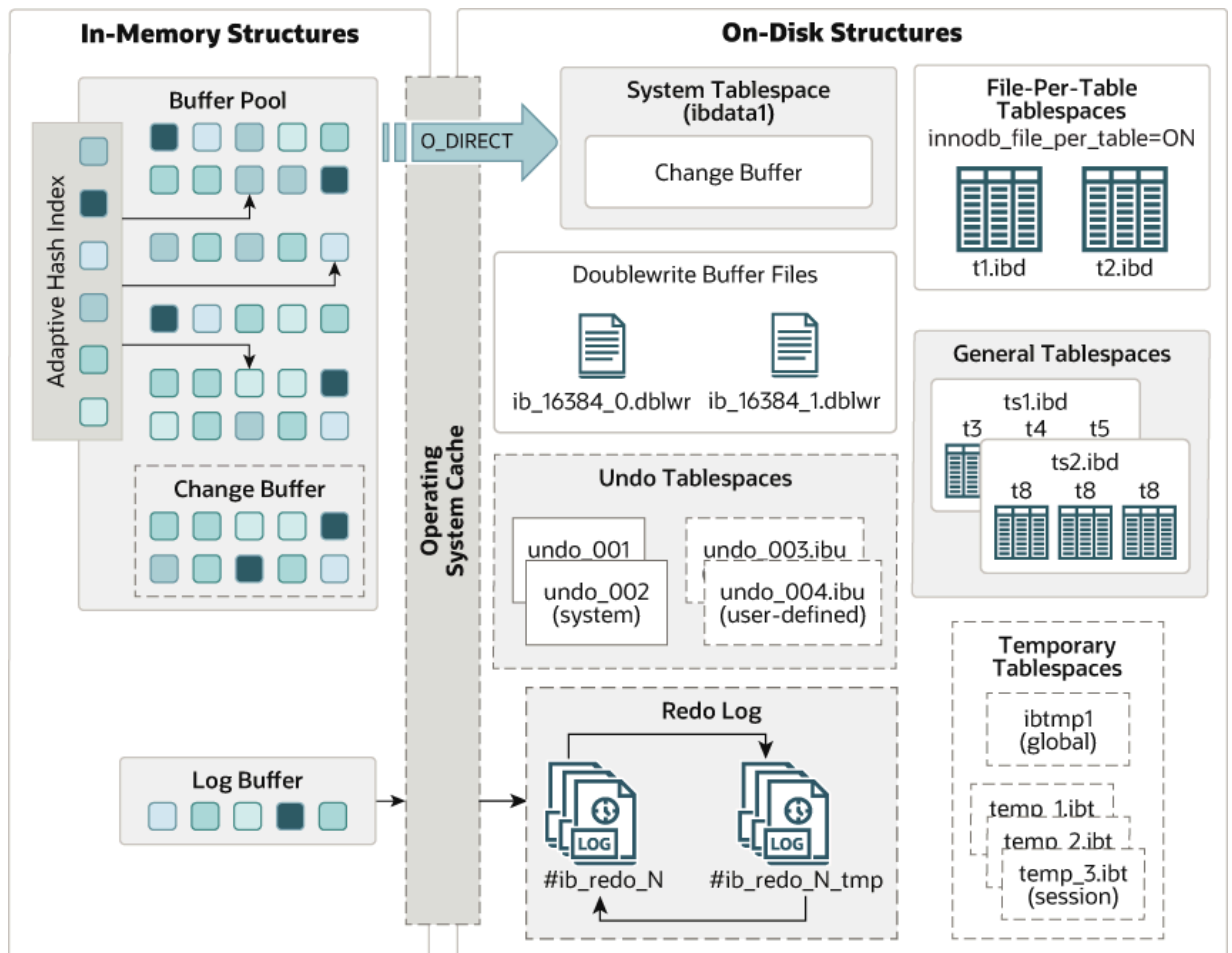 In-Memory Structures
Buffer Pool
Adaptive Hash Index
Change Buffer
Log Buffer
Operating
System Cache
O_DIRECT
On-Disk Structures
System Tablespace
(ibdata1)
Change Buffer
Doublewrite Buffer Files
ib_16384_0.dblwr
ib_16384_1.dblwr
Undo Tablespaces
undo_001
undo_002
(system)
undo_003.ibu
undo_004.ibu
(user-defined)
Redo Log
LOG
LOG
#ib_redo_N
#ib_redo_N_tmp
File-Per-Table
Tablespaces
innodb_file_per_table=ON
t1.ibd
t2.ibd
General Tablespaces
ts1.ibd
t3 t4 t5
ts2.ibd
t8 t8 t8
Temporary
Tablespaces
ibtmp1
(global)
temp_1.ibt
temp_2.ibt
temp_3.ibt
(session)